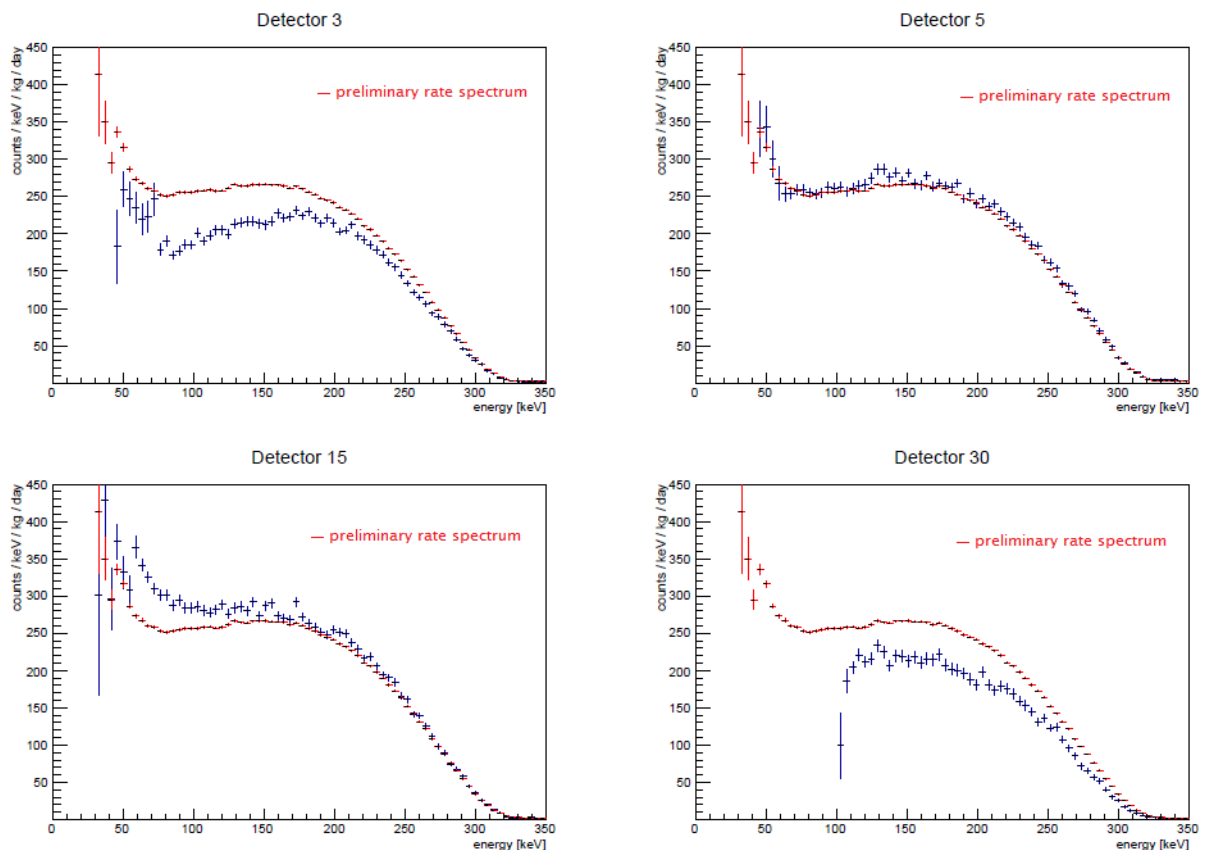 Detector 3
counts / keV / kg / day
450
400
350
300
250
200
150
100
50
— preliminary rate spectrum
0 50 100 150 200 250 300 350
energy [keV]
Detector 5
counts / keV / kg / day
450
400
350
300
250
200
150
100
50
— preliminary rate spectrum
0 50 100 150 200 250 300 350
energy [keV]
Detector 15
counts / keV / kg / day
450
400
350
300
250
200
150
100
50
— preliminary rate spectrum
0 50 100 150 200 250 300 350
energy [keV]
Detector 30
counts / keV / kg / day
450
400
350
300
250
200
150
100
50
— preliminary rate spectrum
0 50 100 150 200 250 300 350
energy [keV]